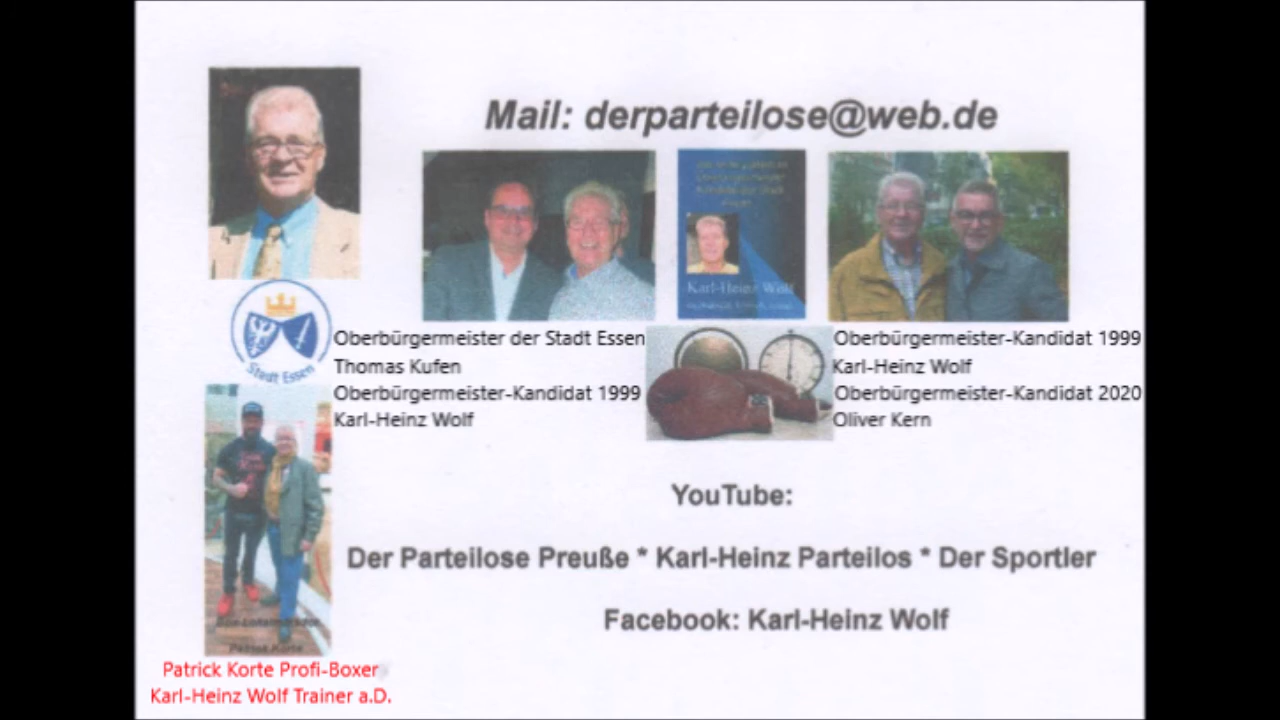 Mail: derparteilose@web.de
Karl-Heinz Wolf
Stadt Essen
Oberbürgermeister der Stadt Essen
Thomas Kufen
Oberbürgermeister-Kandidat 1999
Karl-Heinz Wolf
Oberbürgermeister-Kandidat 1999
Karl-Heinz Wolf
Oberbürgermeister-Kandidat 2020
Oliver Kern
YouTube:
Der Parteilose Preuße * Karl-Heinz Parteilos * Der Sportler
Facebook: Karl-Heinz Wolf
Patrick Korte
Patrick Korte Profi-Boxer
Karl-Heinz Wolf Trainer a.D.